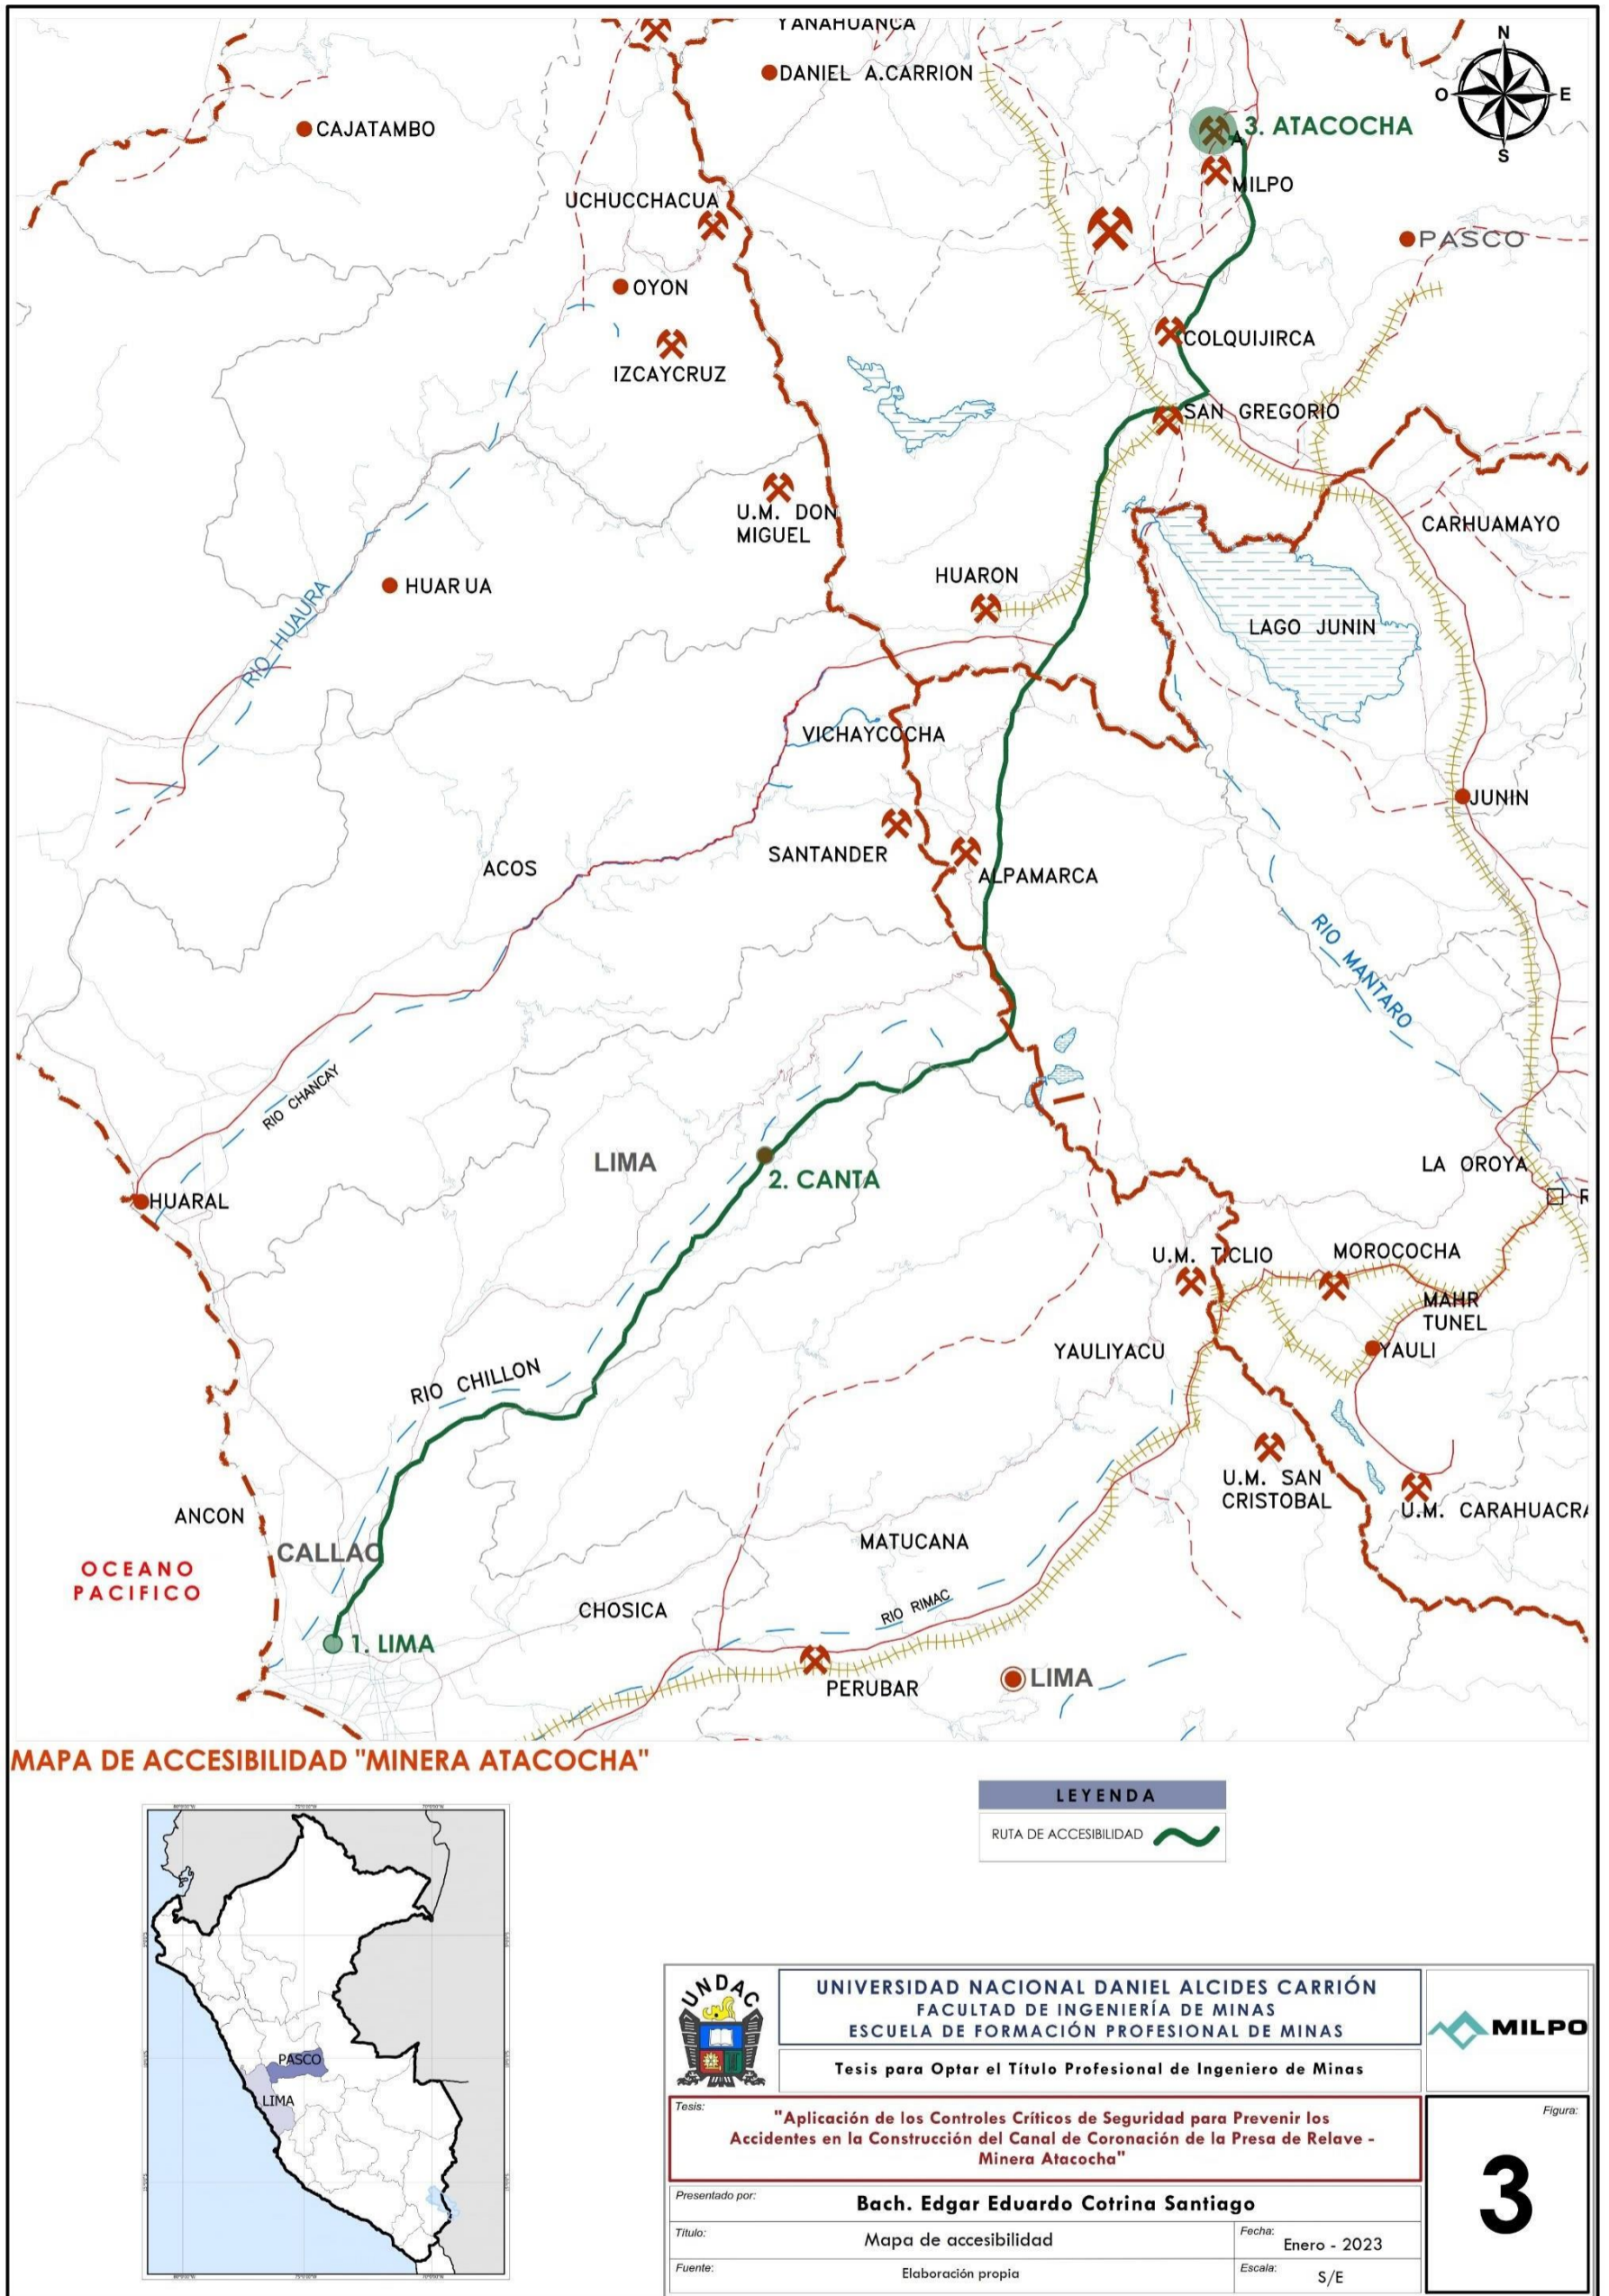 YANAHUANCA
DANIEL A.CARRION
N
O
E
S
CAJATAMBO
3. ATACOCHA
A
MILPO
UCHUCCHACUA
PASCO
OYON
COLQUIJIRCA
IZCAYCRUZ
SAN GREGORIO
U.M. DON
MIGUEL
CARHUAMAYO
HUARON
HUAR UA
RIO HUAURA
LAGO JUNIN
VICHAYCOCHA
JUNIN
SANTANDER
ACOS
ALPAMARCA
RIO MANTARO
RIO CHANCAY
LIMA
2. CANTA
LA OROYA
R
HUARAL
U.M. TICLIO
MOROCOCHA
MAHR
TUNEL
YAULIYACU
YAULI
RIO CHILLON
U.M. SAN
CRISTOBAL
U.M. CARAHUACRA
ANCON
CALLAO
MATUCANA
OCEANO
PACIFICO
CHOSICA
RIO RIMAC
1. LIMA
LIMA
PERUBAR
MAPA DE ACCESIBILIDAD "MINERA ATACOCHA"
LEYENDA
RUTA DE ACCESIBILIDAD
PASCO
LIMA
UNDAC
UNIVERSIDAD NACIONAL DANIEL ALCIDES CARRIÓN
FACULTAD DE INGENIERÍA DE MINAS
ESCUELA DE FORMACIÓN PROFESIONAL DE MINAS
MILPO
Tesis para Optar el Título Profesional de Ingeniero de Minas
Tesis:
"Aplicación de los Controles Críticos de Seguridad para Prevenir los
Accidentes en la Construcción del Canal de Coronación de la Presa de Relave -
Minera Atacocha"
Figura:
3
Presentado por:
Bach. Edgar Eduardo Cotrina Santiago
Título:
Mapa de accesibilidad
Fecha:
Enero - 2023
Fuente:
Elaboración propia
Escala:
S/E